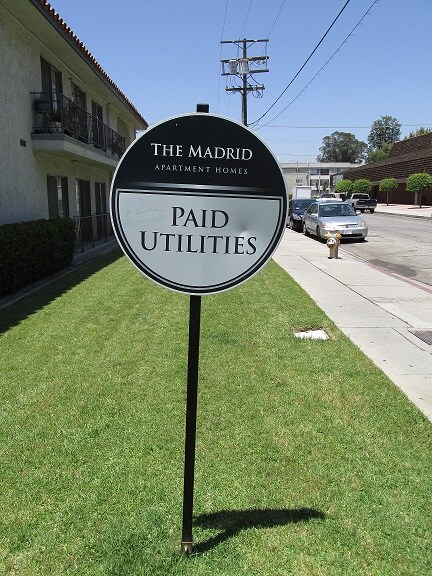 THE MADRID
APARTMENT HOMES
PAID
UTILITIES